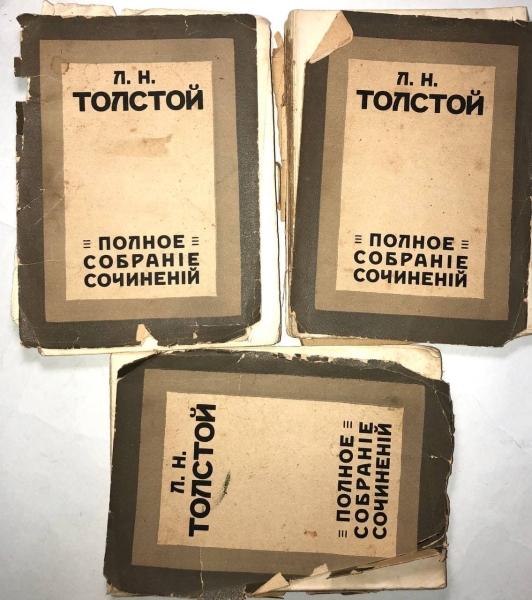 Л. Н.
ТОЛСТОЙ
≡ ПОЛНОЕ ≡
СОБРАНІЕ
СОЧИНЕНІЙ
Л. Н.
ТОЛСТОЙ
≡ ПОЛНОЕ ≡
СОБРАНІЕ
СОЧИНЕНІЙ
Л. Н.
ТОЛСТОЙ
≡ ПОЛНОЕ ≡
СОБРАНІЕ
СОЧИНЕНІЙ